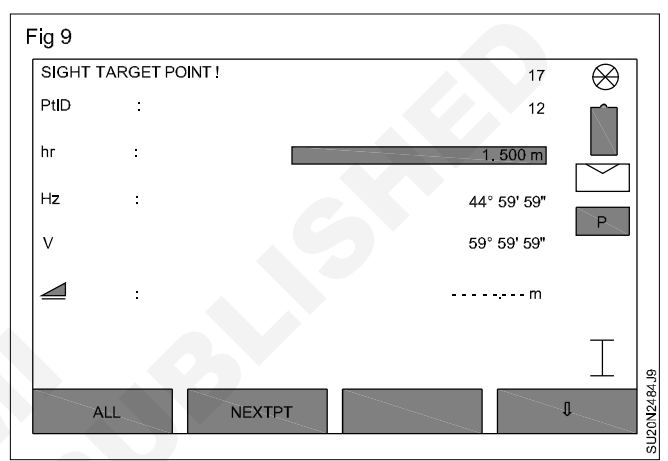 Fig 9
SIGHT TARGET POINT ! 17
PtID : 12
hr : 1. 500 m
Hz : 44° 59' 59"
V : 59° 59' 59"
P
: - - - - -.- - - m
ALL NEXTPT ⇩
SU20N2484J9
PUBLISHED